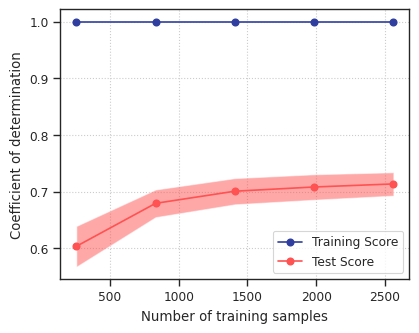 1.0
0.9
0.8
0.7
0.6
Coefficient of determination
Training Score
Test Score
500
1000
1500
2000
2500
Number of training samples